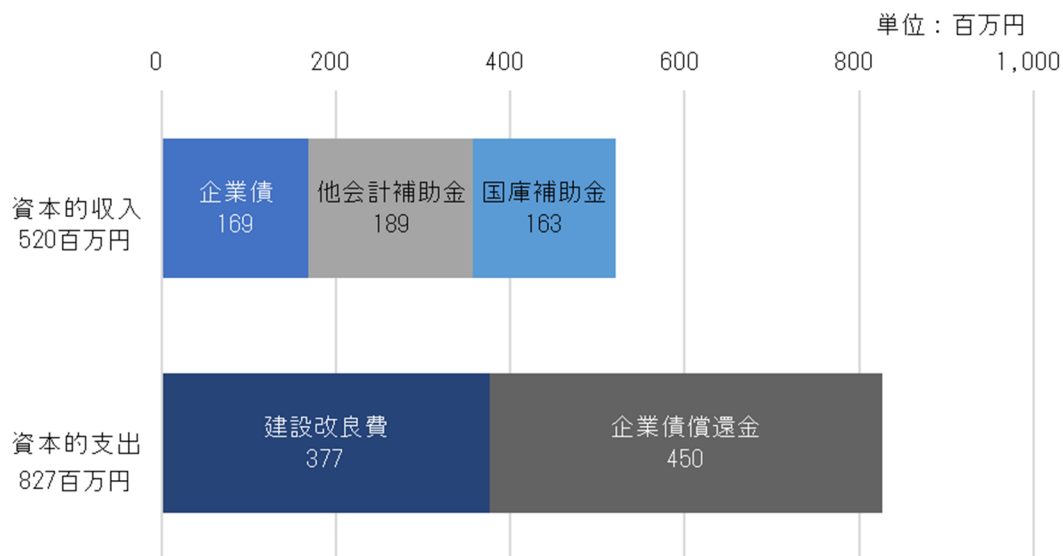 単位：百万円
0 200 400 600 800 1,000
資本的収入
520百万円
企業債
169
他会計補助金
189
国庫補助金
163
資本的支出
827百万円
建設改良費
377
企業債償還金
450